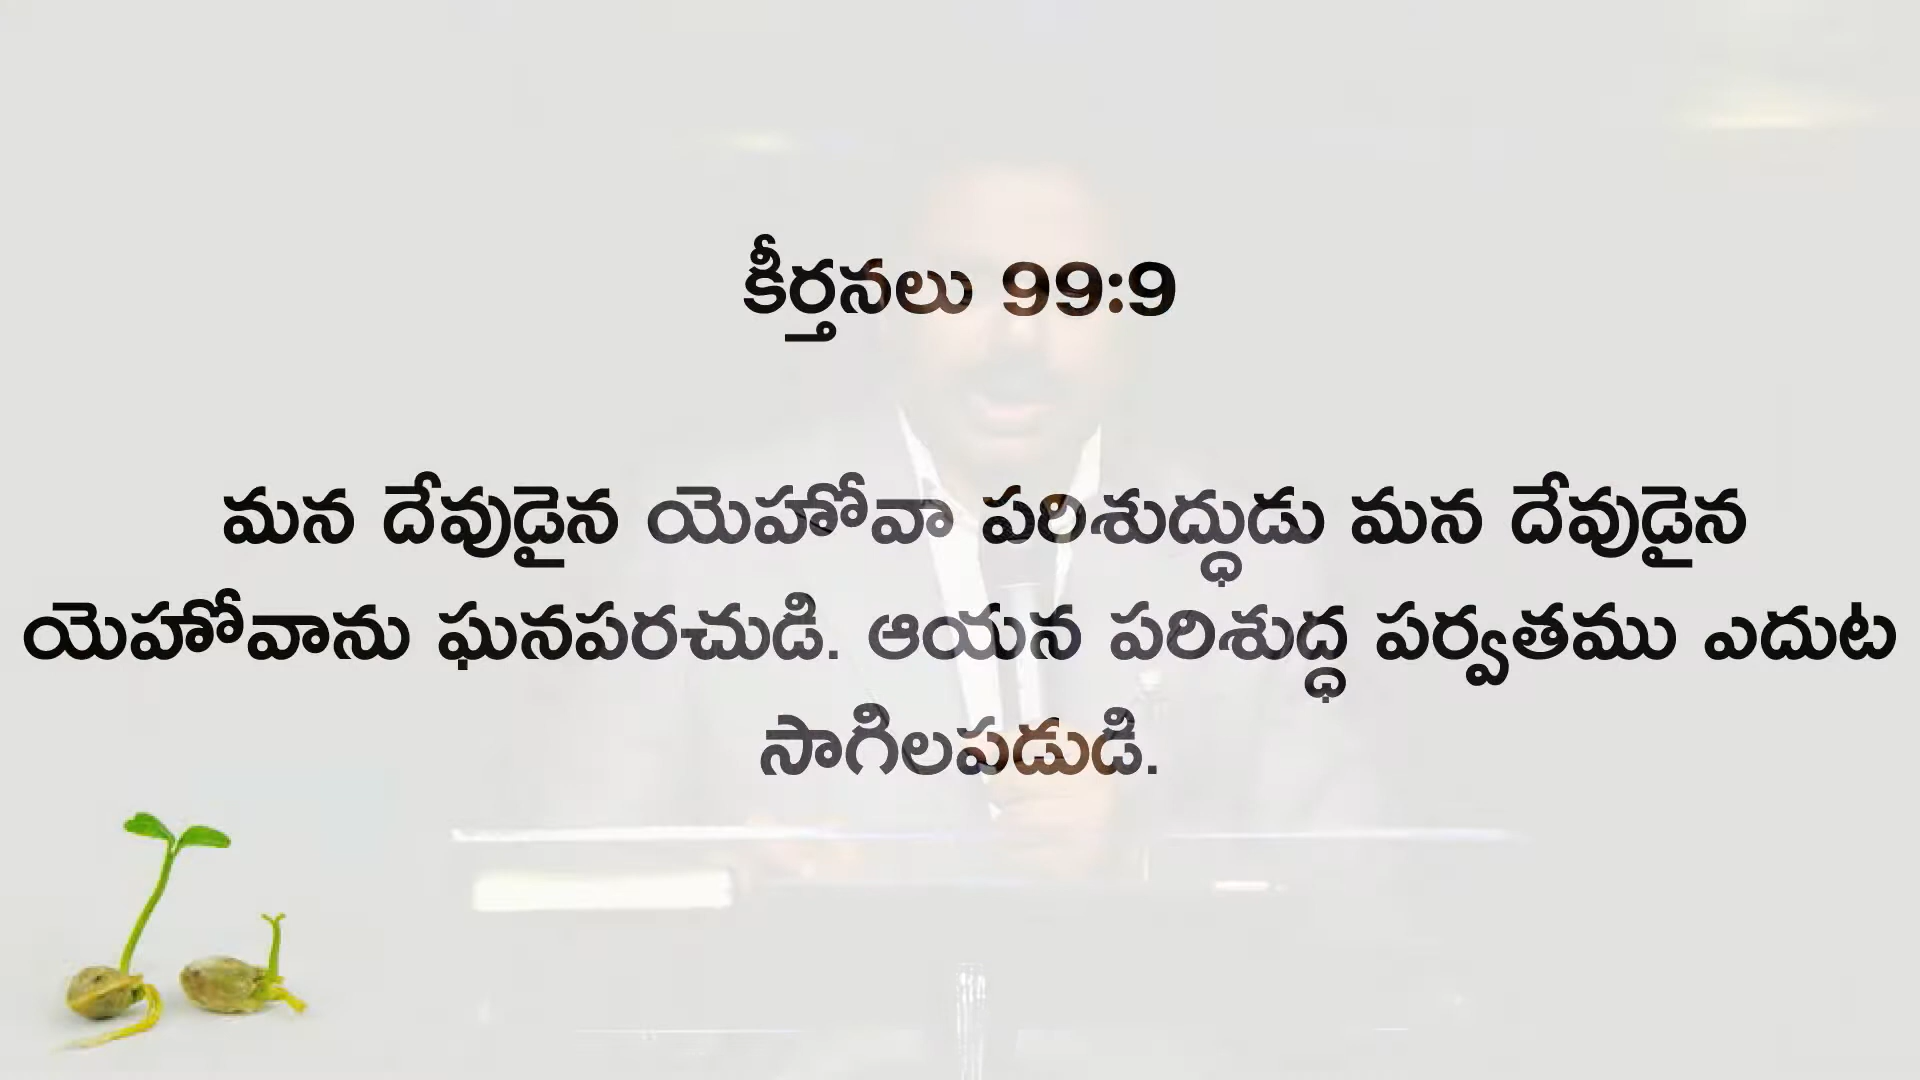 కీర్తనలు 99:9
మన దేవుడైన యెహోవా పరిశుద్ధుడు మన దేవుడైన
యెహోవాను ఘనపరచుడి. ఆయన పరిశుద్ధ పర్వతము ఎదుట
సాగిలపడుడి.